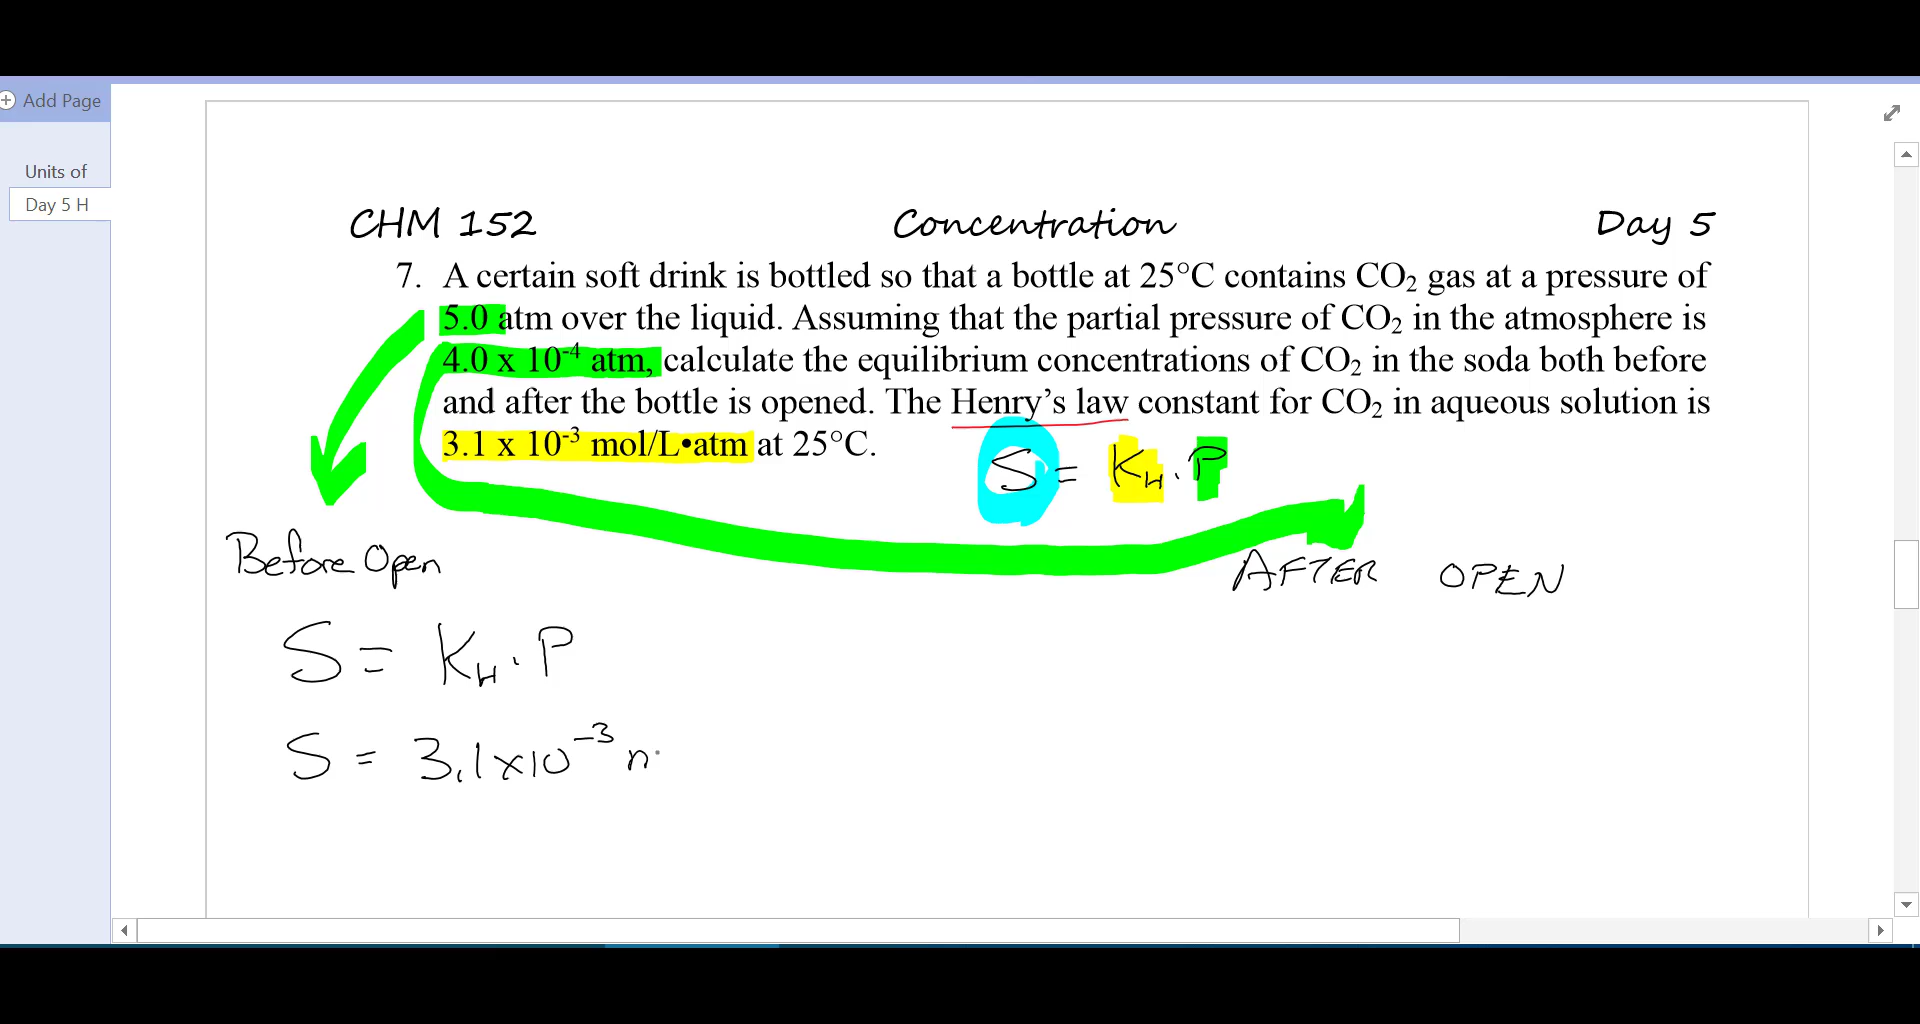 Add Page
Units of
Day 5 H
CHM 152 Concentration Day 5
7. A certain soft drink is bottled so that a bottle at 25°C contains CO₂ gas at a pressure of
5.0 atm over the liquid. Assuming that the partial pressure of CO₂ in the atmosphere is
4.0 x 10⁻⁴ atm, calculate the equilibrium concentrations of CO₂ in the soda both before
and after the bottle is opened. The Henry’s law constant for CO₂ in aqueous solution is
3.1 x 10⁻³ mol/L•atm at 25°C.
S = K_H · P
Before Open
AFTER OPEN
S = K_H · P
S = 3.1 x 10⁻³